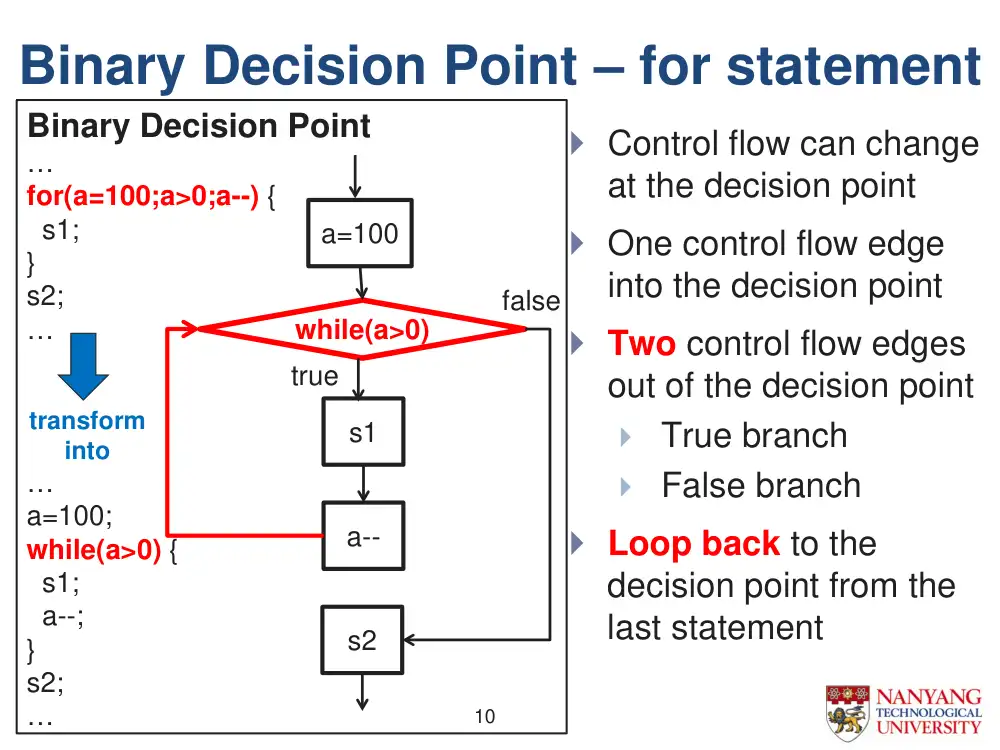 Binary Decision Point – for statement
Binary Decision Point
…
for(a=100;a>0;a--) {
s1;
}
s2;
…
transform
into
…
a=100;
while(a>0) {
s1;
a--;
}
s2;
…
a=100
while(a>0)
false
true
s1
a--
s2
10
Control flow can change
at the decision point
One control flow edge
into the decision point
Two control flow edges
out of the decision point
True branch
False branch
Loop back to the
decision point from the
last statement
NANYANG
TECHNOLOGICAL
UNIVERSITY